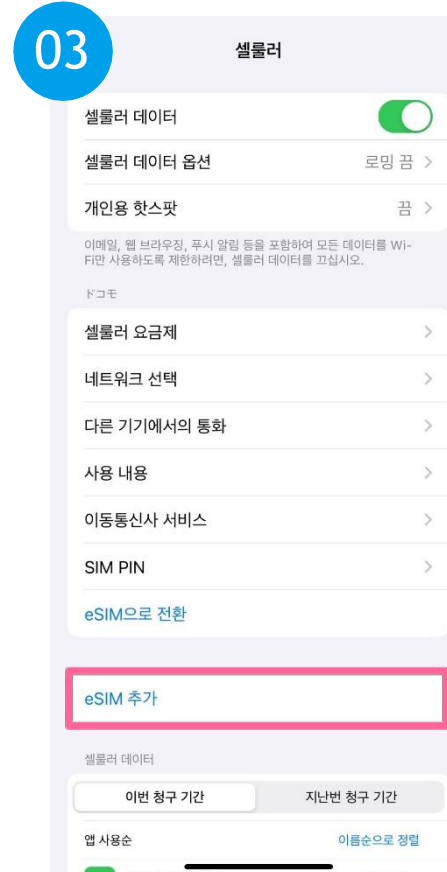 03
셀룰러
셀룰러 데이터
셀룰러 데이터 옵션 로밍 끔
개인용 핫스팟 끔
이메일, 웹 브라우징, 푸시 알림 등을 포함하여 모든 데이터를 Wi-
Fi만 사용하도록 제한하려면, 셀룰러 데이터를 끄십시오.
ドコモ
셀룰러 요금제
네트워크 선택
다른 기기에서의 통화
사용 내용
이동통신사 서비스
SIM PIN
eSIM으로 전환
eSIM 추가
셀룰러 데이터
이번 청구 기간 지난번 청구 기간
앱 사용순 이름순으로 정렬